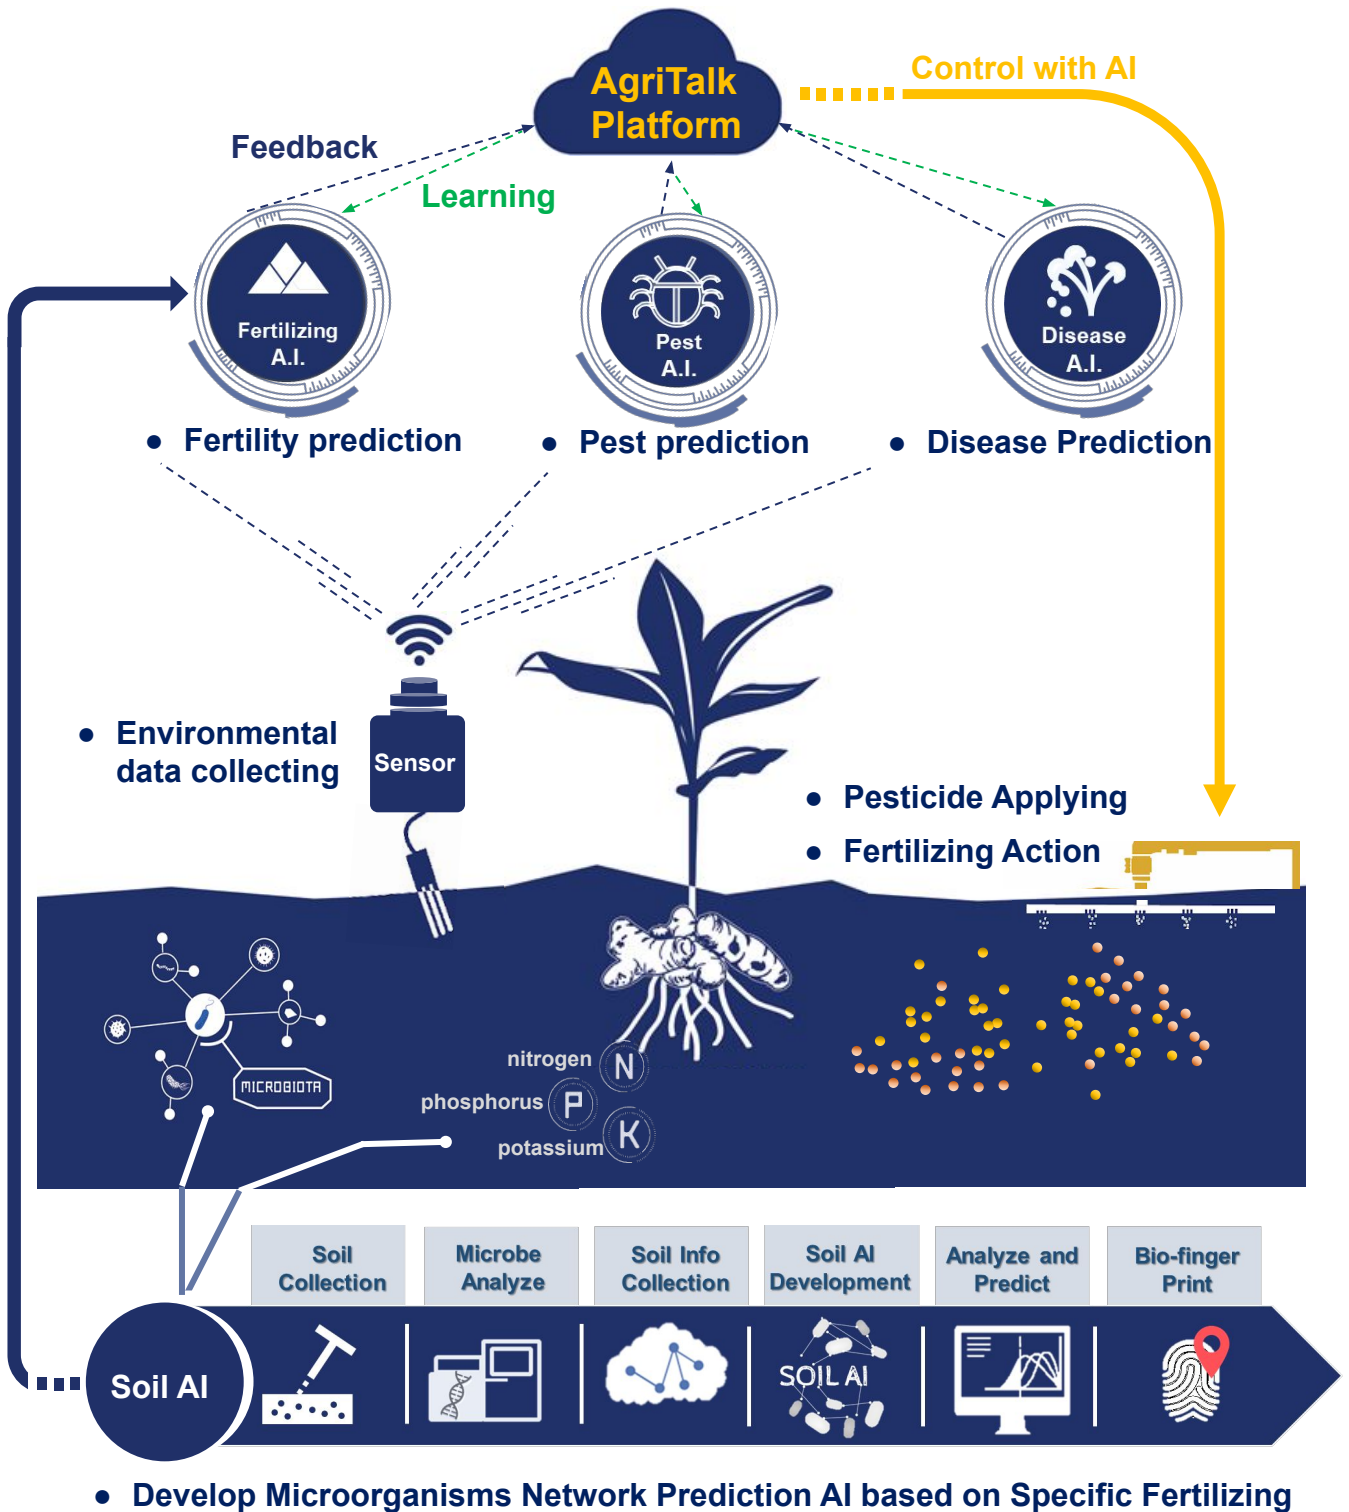 AgriTalk
Platform
Control with AI
Feedback
Learning
Fertilizing
A.I.
Pest
A.I.
Disease
A.I.
● Fertility prediction
● Pest prediction
● Disease Prediction
● Environmental
data collecting
Sensor
● Pesticide Applying
● Fertilizing Action
MICROBIOTA
nitrogen N
phosphorus P
potassium K
Soil
Collection
Microbe
Analyze
Soil Info
Collection
Soil AI
Development
Analyze and
Predict
Bio-finger
Print
Soil AI
SOIL AI
● Develop Microorganisms Network Prediction AI based on Specific Fertilizing